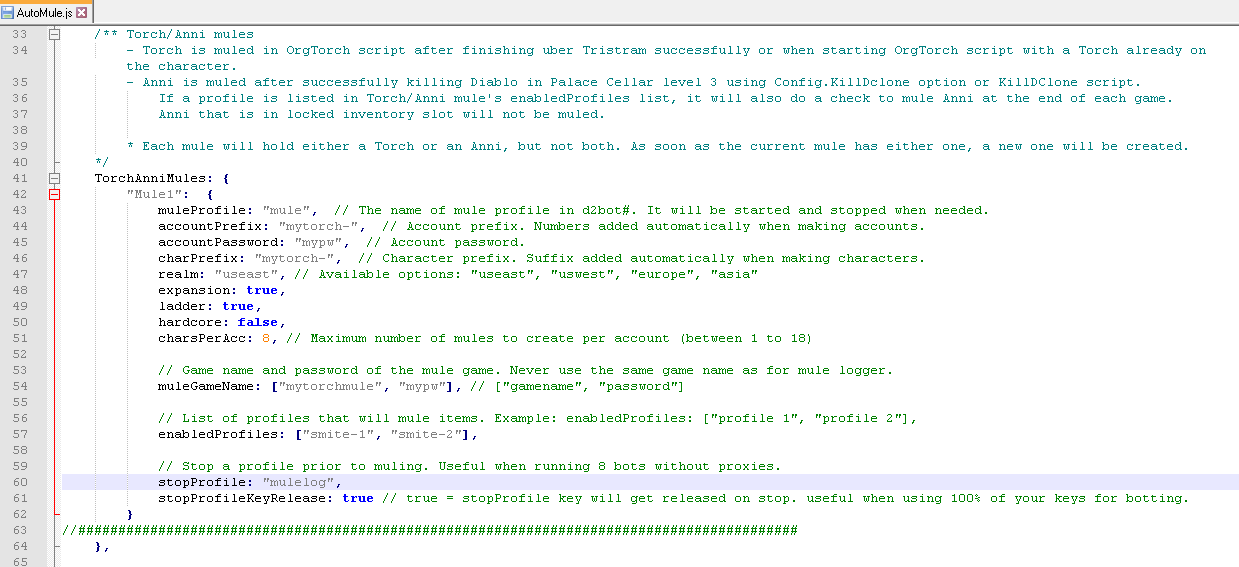 AutoMule.js
33 /** Torch/Anni mules
34 - Torch is muled in OrgTorch script after finishing uber Tristram successfully or when starting OrgTorch script with a Torch already on
the character.
35 - Anni is muled after successfully killing Diablo in Palace Cellar level 3 using Config.KillDclone option or KillDClone script.
36 If a profile is listed in Torch/Anni mule's enabledProfiles list, it will also do a check to mule Anni at the end of each game.
37 Anni that is in locked inventory slot will not be muled.
38
39 * Each mule will hold either a Torch or an Anni, but not both. As soon as the current mule has either one, a new one will be created.
40 */
41 TorchAnniMules: {
42 "Mule1": {
43 muleProfile: "mule", // The name of mule profile in d2bot#. It will be started and stopped when needed.
44 accountPrefix: "mytorch-", // Account prefix. Numbers added automatically when making accounts.
45 accountPassword: "mypw", // Account password.
46 charPrefix: "mytorch-", // Character prefix. Suffix added automatically when making characters.
47 realm: "useast", // Available options: "useast", "uswest", "europe", "asia"
48 expansion: true,
49 ladder: true,
50 hardcore: false,
51 charsPerAcc: 8, // Maximum number of mules to create per account (between 1 to 18)
52
53 // Game name and password of the mule game. Never use the same game name as for mule logger.
54 muleGameName: ["mytorchmule", "mypw"], // ["gamename", "password"]
55
56 // List of profiles that will mule items. Example: enabledProfiles: ["profile 1", "profile 2"],
57 enabledProfiles: ["smite-1", "smite-2"],
58
59 // Stop a profile prior to muling. Useful when running 8 bots without proxies.
60 stopProfile: "mulelog",
61 stopProfileKeyRelease: true // true = stopProfile key will get released on stop. useful when using 100% of your keys for botting.
62 }
63 //##########################################################################################
64 },
65